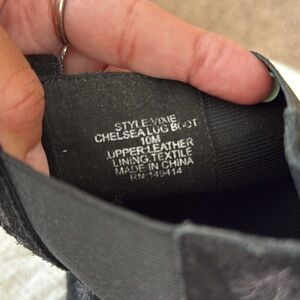 STYLE:VIXIE
CHELSEA LUG BOOT
10M
UPPER:LEATHER
LINING:TEXTILE
MADE IN CHINA
RN:149414